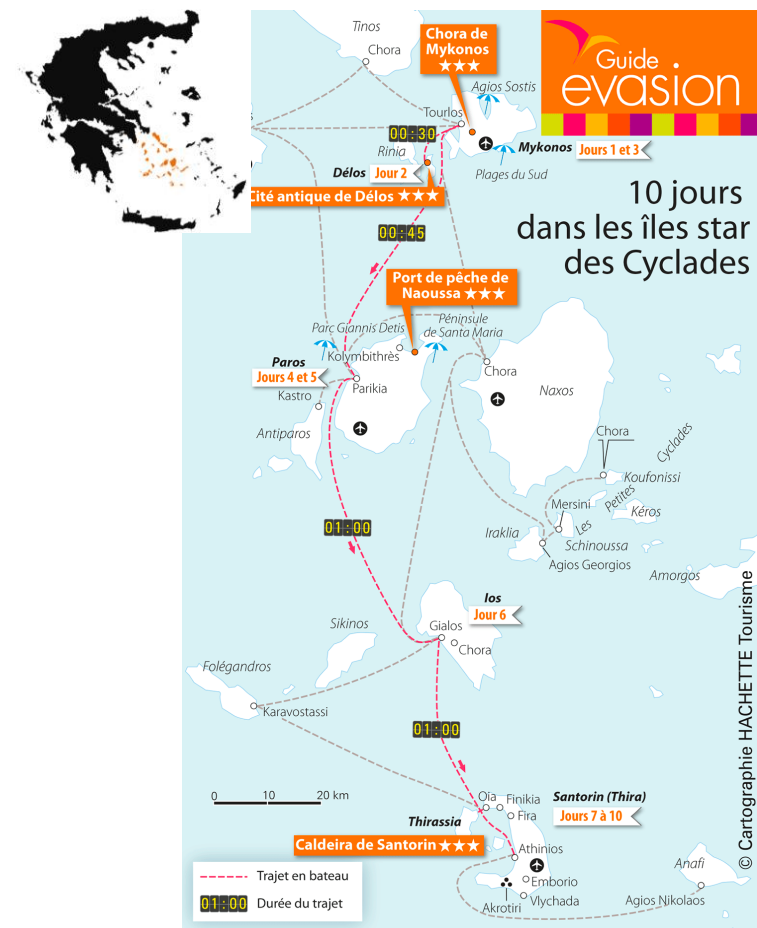 Guide
evasion
10 jours
dans les îles star
des Cyclades
Tinos
Chora
Chora de
Mykonos
★★★
Agios Sostis
Tourlos
00:30
Rinia
Mykonos
Jours 1 et 3
Plages du Sud
Délos
Jour 2
Cité antique de Délos ★★★
00:45
Port de pêche de
Naoussa ★★★
Parc Giannis Detis
Péninsule
de Santa Maria
Kolymbithrès
Paros
Jours 4 et 5
Parikia
Kastro
Antiparos
Chora
Naxos
Chora
Koufonissi
Les Petites Cyclades
Kéros
Mersini
Schinoussa
Iraklia
Agios Georgios
Amorgos
01:00
Ios
Jour 6
Gialos
Chora
Sikinos
Folégandros
Karavostassi
01:00
0 10 20 km
Oia
Finikia
Fira
Santorin (Thira)
Jours 7 à 10
Thirassia
Caldeira de Santorin ★★★
Athinios
Emborio
Akrotiri
Vlychada
Anafi
Agios Nikolaos
Trajet en bateau
01:00
Durée du trajet
© Cartographie HACHETTE Tourisme